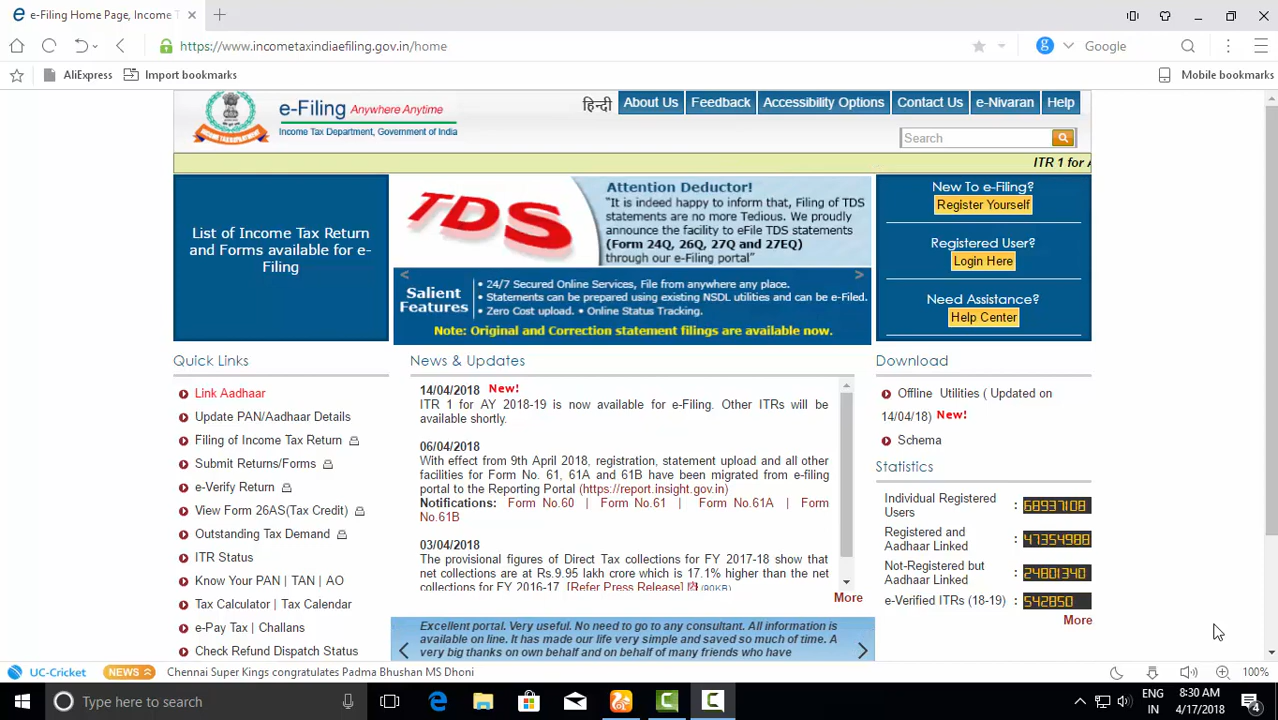 e-Filing Home Page, Income T
https://www.incometaxindiaefiling.gov.in/home
Google
AliExpress
Import bookmarks
Mobile bookmarks
e-Filing Anywhere Anytime
Income Tax Department, Government of India
हिन्दी
About Us
Feedback
Accessibility Options
Contact Us
e-Nivaran
Help
Search
ITR 1 for A
List of Income Tax Return
and Forms available for e-
Filing
TDS
Attention Deductor!
"It is indeed happy to inform that, Filing of TDS
statements are no more Tedious. We proudly
announce the facility to eFile TDS statements
(Form 24Q, 26Q, 27Q and 27EQ)
through our e-Filing portal"
Salient
Features
• 24/7 Secured Online Services, File from anywhere any place.
• Statements can be prepared using existing NSDL utilities and can be e-Filed.
• Zero Cost upload. • Online Status Tracking.
Note: Original and Correction statement filings are available now.
New To e-Filing?
Register Yourself
Registered User?
Login Here
Need Assistance?
Help Center
Quick Links
Link Aadhaar
Update PAN/Aadhaar Details
Filing of Income Tax Return
Submit Returns/Forms
e-Verify Return
View Form 26AS(Tax Credit)
Outstanding Tax Demand
ITR Status
Know Your PAN | TAN | AO
Tax Calculator | Tax Calendar
e-Pay Tax | Challans
Check Refund Dispatch Status
News & Updates
14/04/2018 New!
ITR 1 for AY 2018-19 is now available for e-Filing. Other ITRs will be
available shortly.
06/04/2018
With effect from 9th April 2018, registration, statement upload and all other
facilities for Form No. 61, 61A and 61B have been migrated from e-filing
portal to the Reporting Portal (https://report.insight.gov.in)
Notifications: Form No.60 | Form No.61 | Form No.61A | Form
No.61B
03/04/2018
The provisional figures of Direct Tax collections for FY 2017-18 show that
net collections are at Rs.9.95 lakh crore which is 17.1% higher than the net
collections for FY 2016-17. [Refer Press Release] (90KB)
More
Excellent portal. Very useful. No need to go to any consultant. All information is
available on line. It has made our life very simple and saved so much of time. A
very big thanks on own behalf and on behalf of many friends who have
Download
Offline Utilities ( Updated on
14/04/18) New!
Schema
Statistics
Individual Registered
Users : 68937108
Registered and
Aadhaar Linked : 47354988
Not-Registered but
Aadhaar Linked : 24801340
e-Verified ITRs (18-19) : 542850
More
UC-Cricket
NEWS
Chennai Super Kings congratulates Padma Bhushan MS Dhoni
100%
Type here to search
ENG
IN
8:30 AM
4/17/2018
4